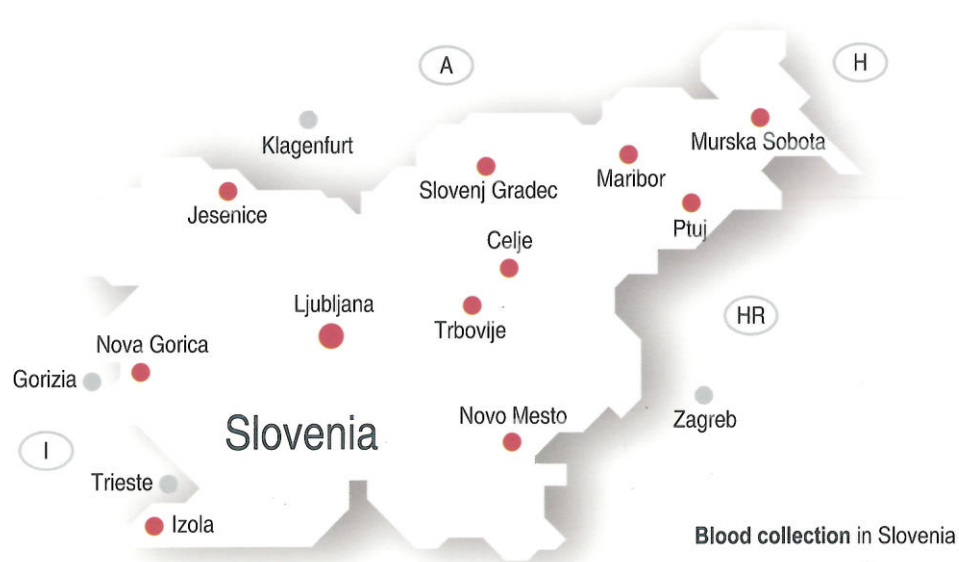 A
H
Klagenfurt
Murska Sobota
Slovenj Gradec
Maribor
Jesenice
Ptuj
Celje
Ljubljana
Trbovije
HR
Nova Gorica
Gorizia
Zagreb
Novo Mesto
Slovenia
I
Trieste
Izola
Blood collection in Slovenia